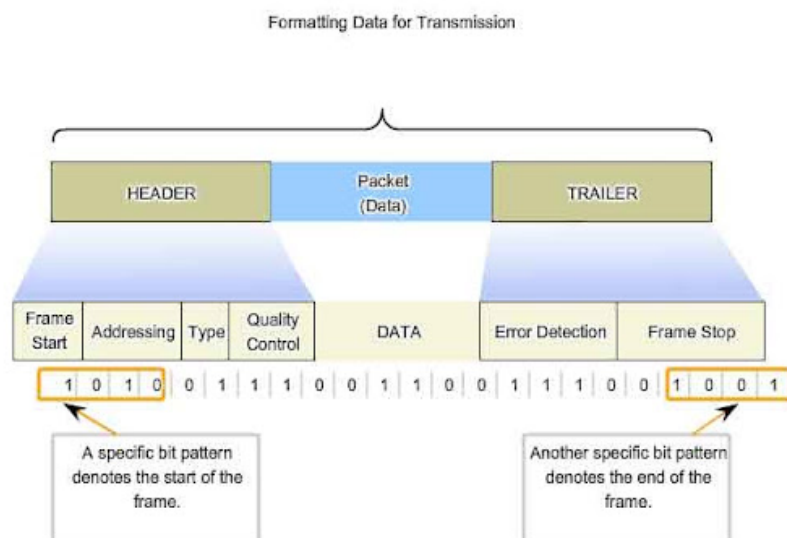 Formatting Data for Transmission
HEADER
Packet
(Data)
TRAILER
Frame
Start
Addressing
Type
Quality
Control
DATA
Error Detection
Frame Stop
1 0 1 0 0 1 1 1 0 0 1 1 0 0 1 1 1 0 0 1 0 0 1
A specific bit pattern
denotes the start of the
frame.
Another specific bit pattern
denotes the end of the
frame.